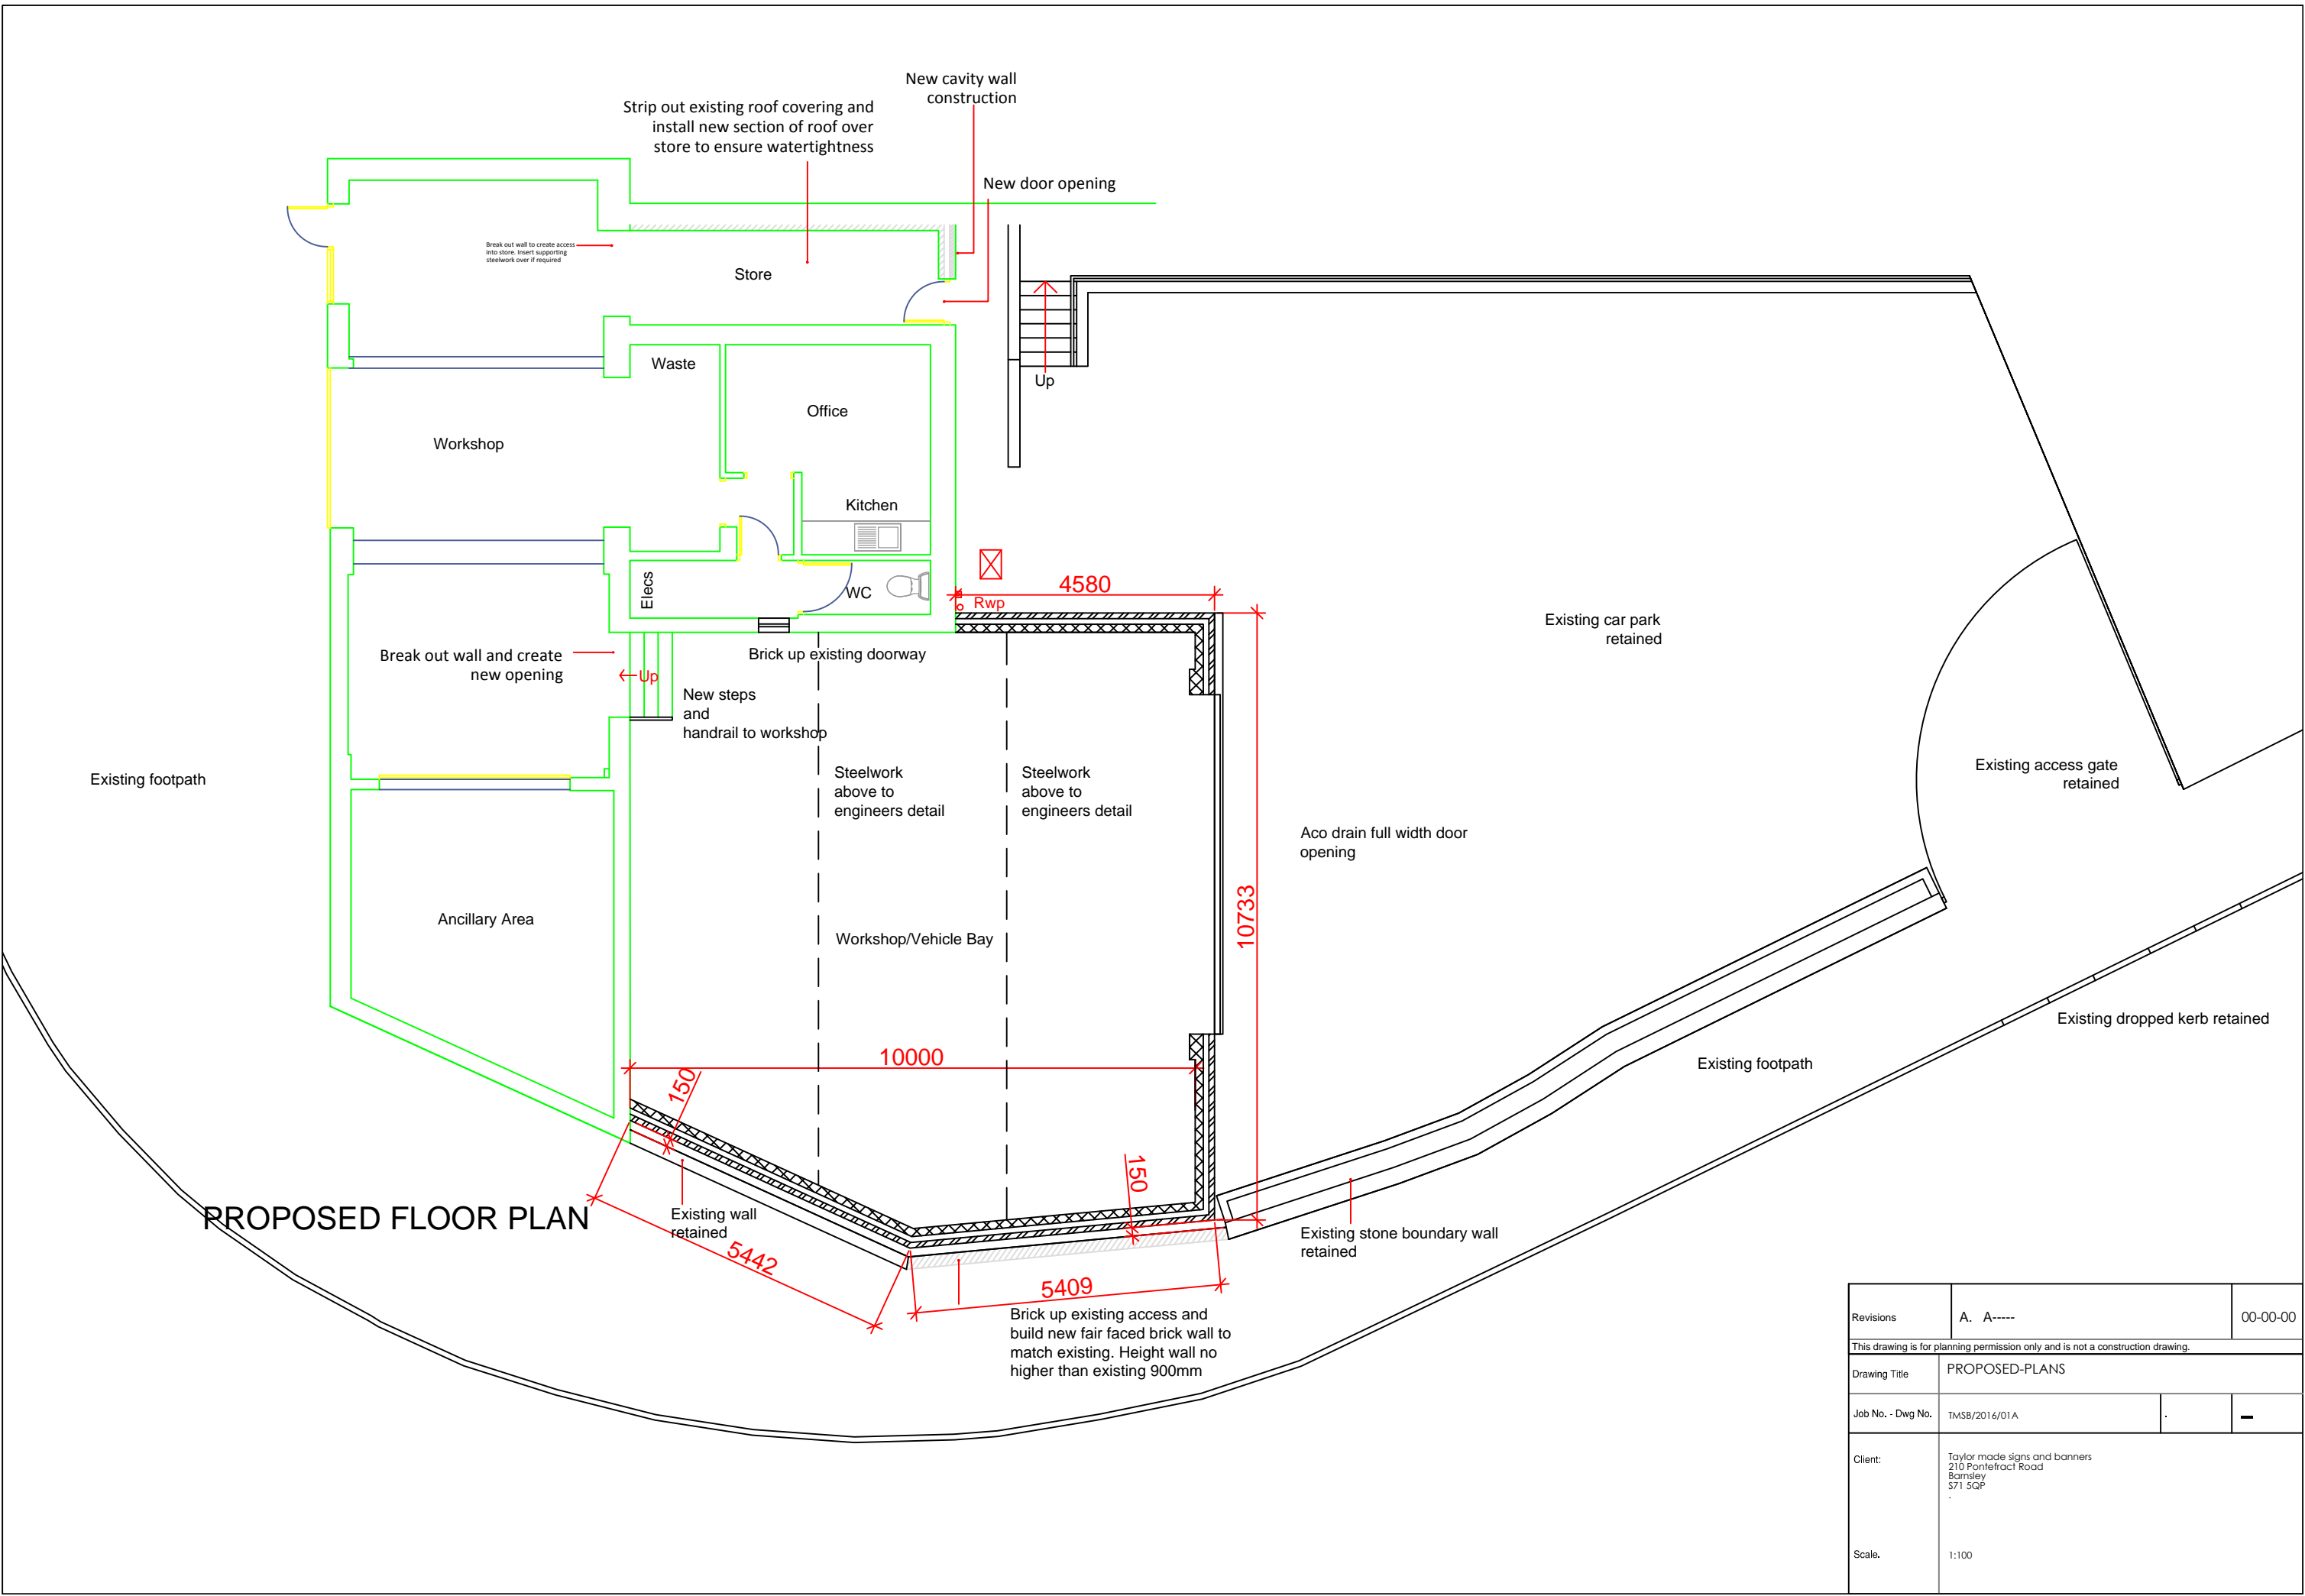 New cavity wall
construction
Strip out existing roof covering and
install new section of roof over
store to ensure watertightness
New door opening
Break out wall to create access
into store. Insert supporting
steelwork over if required
Store
Waste
Up
Office
Workshop
Kitchen
Elecs
WC
4580
Rwp
Existing car park
retained
Break out wall and create
new opening
Brick up existing doorway
Up
New steps
and
handrail to workshop
Existing footpath
Steelwork
above to
engineers detail
Steelwork
above to
engineers detail
Existing access gate
retained
Aco drain full width door
opening
Ancillary Area
Workshop/Vehicle Bay
10733
Existing dropped kerb retained
10000
Existing footpath
150
150
PROPOSED FLOOR PLAN
Existing wall
retained
Existing stone boundary wall
retained
5442
5409
Brick up existing access and
build new fair faced brick wall to
match existing. Height wall no
higher than existing 900mm
Revisions
A. A-----
00-00-00
This drawing is for planning permission only and is not a construction drawing.
Drawing Title
PROPOSED-PLANS
Job No. - Dwg No.
TMSB/2016/01A
.
-
Client:
Taylor made signs and banners
210 Pontefract Road
Barnsley
S71 5QP
.
Scale.
1:100